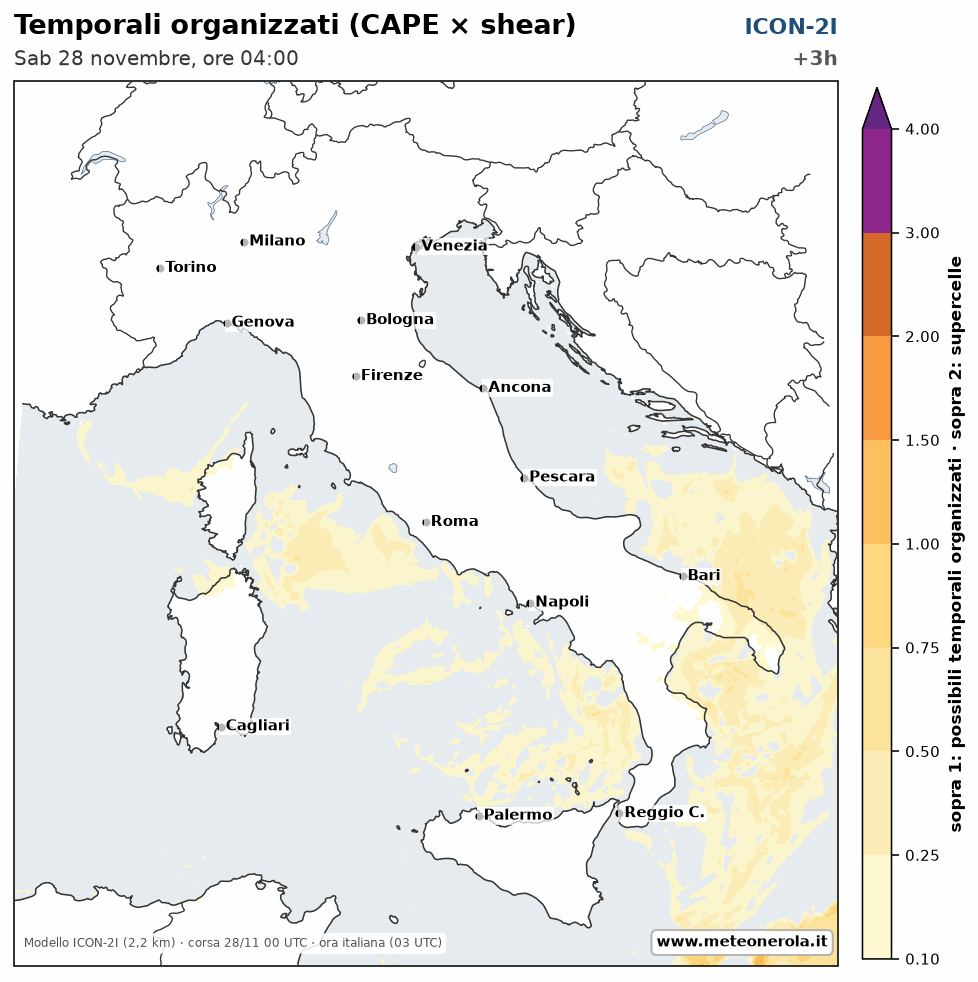 Temporali organizzati (CAPE × shear)
ICON-2I
Sab 28 novembre, ore 04:00
+3h
Milano
Venezia
Torino
Genova
Bologna
Firenze
Ancona
Pescara
Roma
Bari
Napoli
Cagliari
Palermo
Reggio C.
Modello ICON-2I (2,2 km) · corsa 28/11 00 UTC · ora italiana (03 UTC)
www.meteonerola.it
4.00
3.00
2.00
1.50
1.00
0.75
0.50
0.25
0.10
sopra 1: possibili temporali organizzati · sopra 2: supercelle